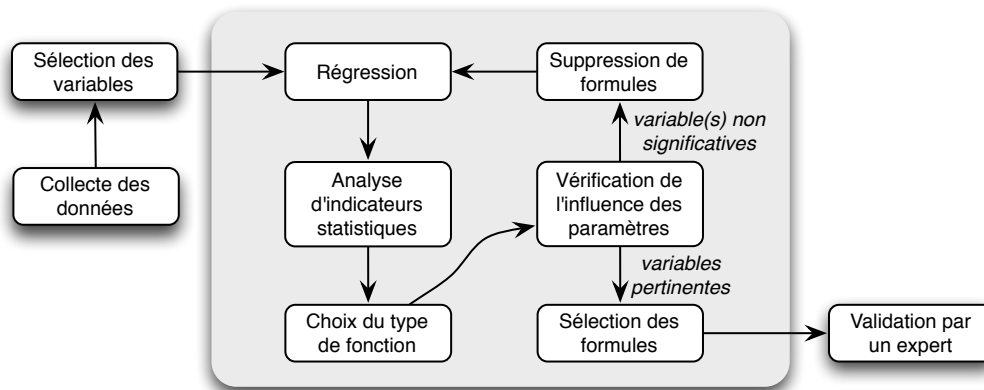 Sélection des
variables
Collecte des
données
Régression
Analyse
d'indicateurs
statistiques
Choix du type
de fonction
Suppression de
formules
variable(s) non
significatives
Vérification de
l'influence des
paramètres
variables
pertinentes
Sélection des
formules
Validation par
un expert